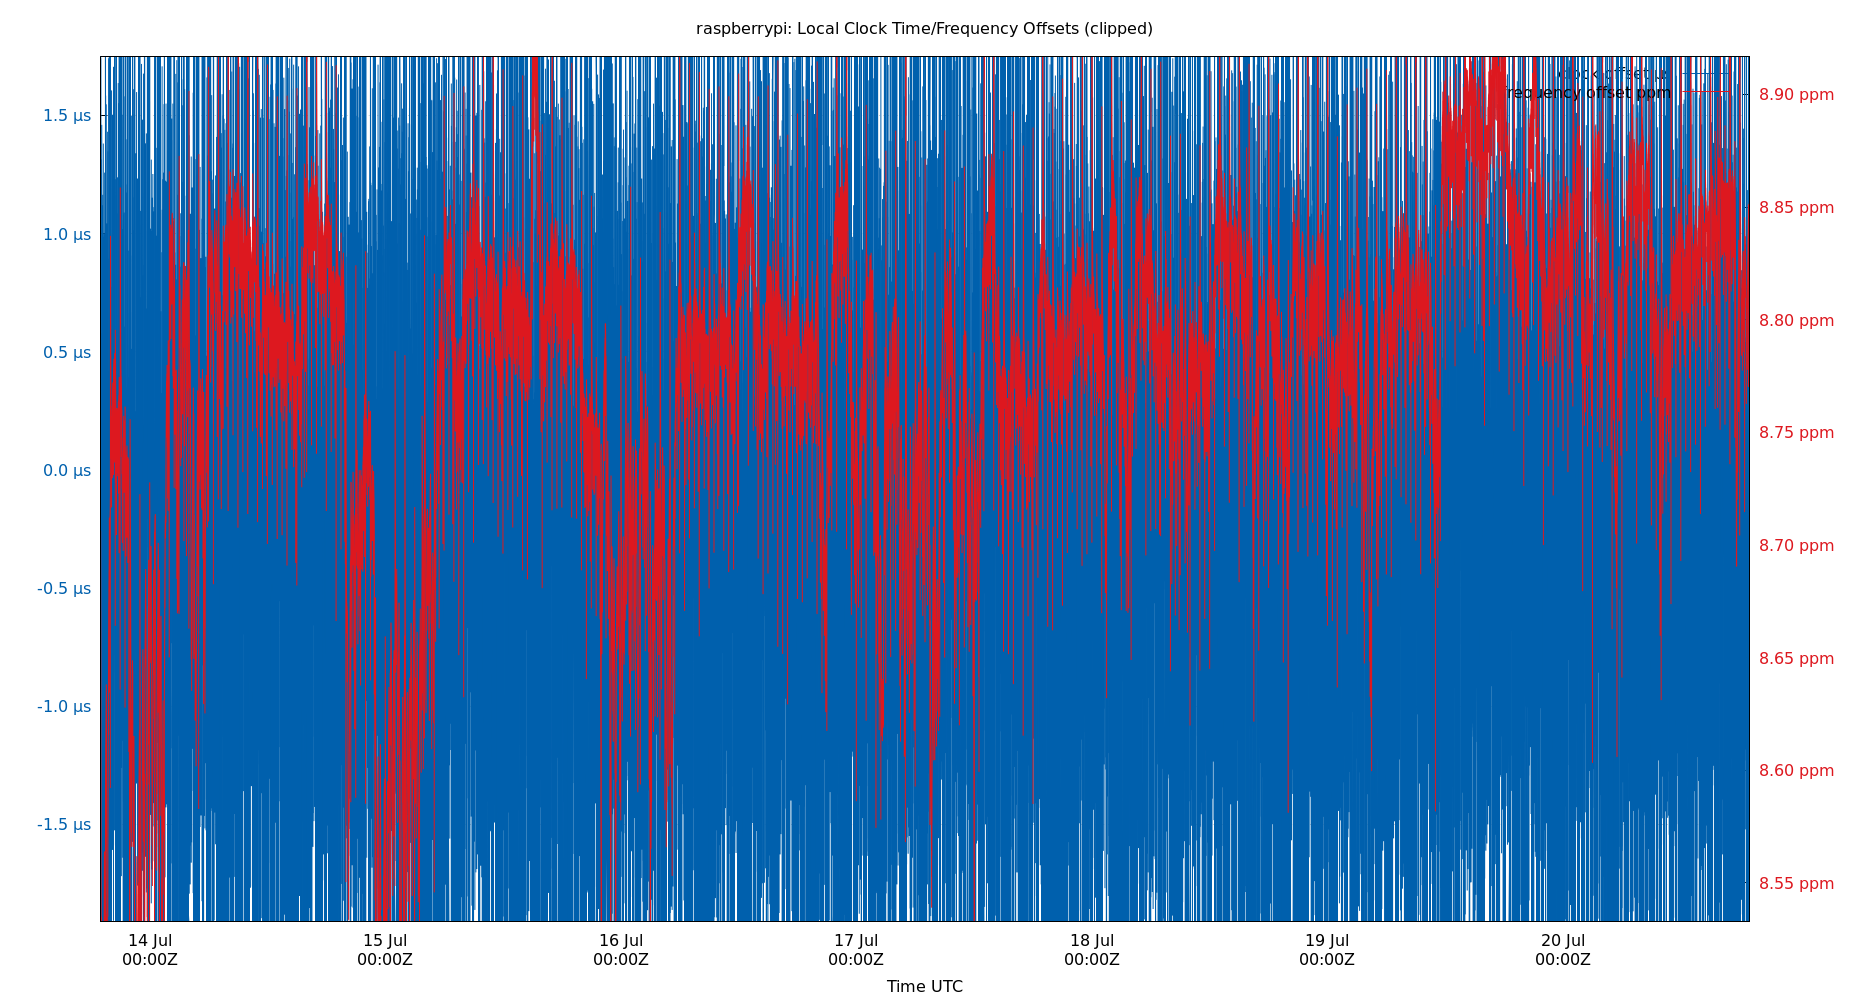 raspberrypi: Local Clock Time/Frequency Offsets (clipped)
clock offset µs
frequency offset ppm
1.5 µs
1.0 µs
0.5 µs
0.0 µs
-0.5 µs
-1.0 µs
-1.5 µs
8.90 ppm
8.85 ppm
8.80 ppm
8.75 ppm
8.70 ppm
8.65 ppm
8.60 ppm
8.55 ppm
14 Jul 15 Jul 16 Jul 17 Jul 18 Jul 19 Jul 20 Jul
00:00Z 00:00Z 00:00Z 00:00Z 00:00Z 00:00Z 00:00Z
Time UTC